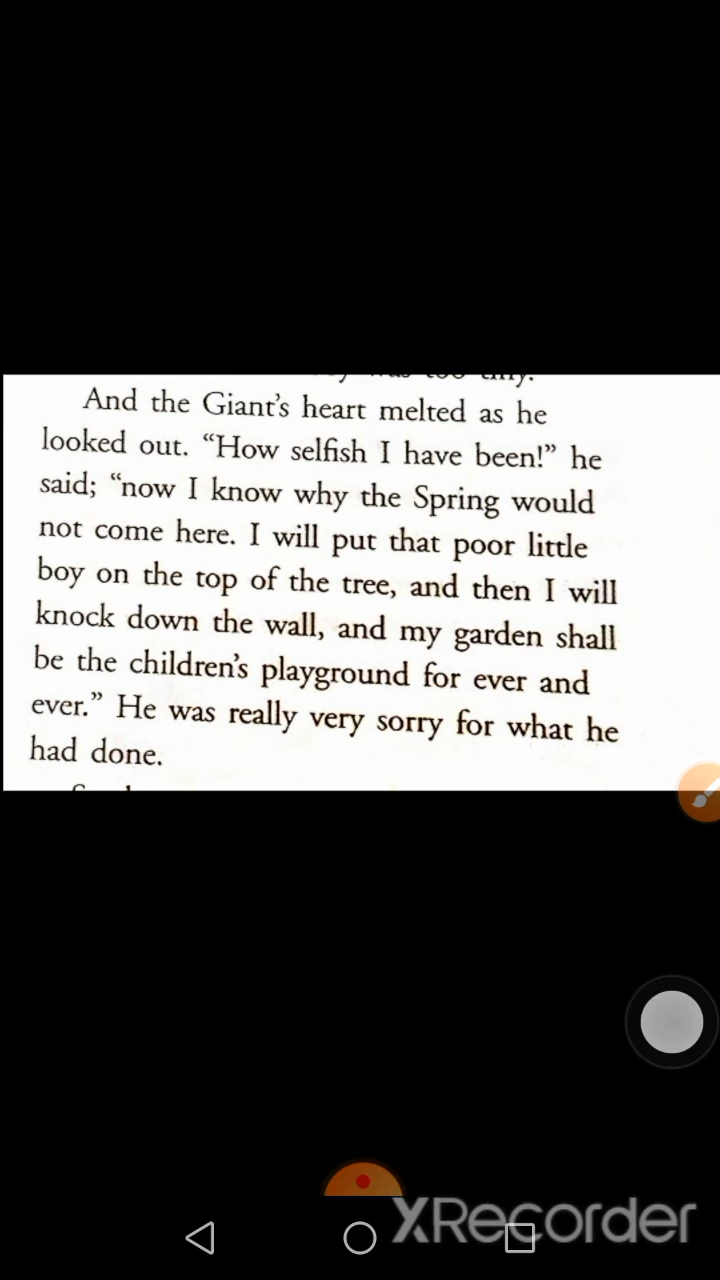 was too tiny.
And the Giant's heart melted as he
looked out. “How selfish I have been!” he
said; “now I know why the Spring would
not come here. I will put that poor little
boy on the top of the tree, and then I will
knock down the wall, and my garden shall
be the children's playground for ever and
ever.” He was really very sorry for what he
had done.
XRecorder